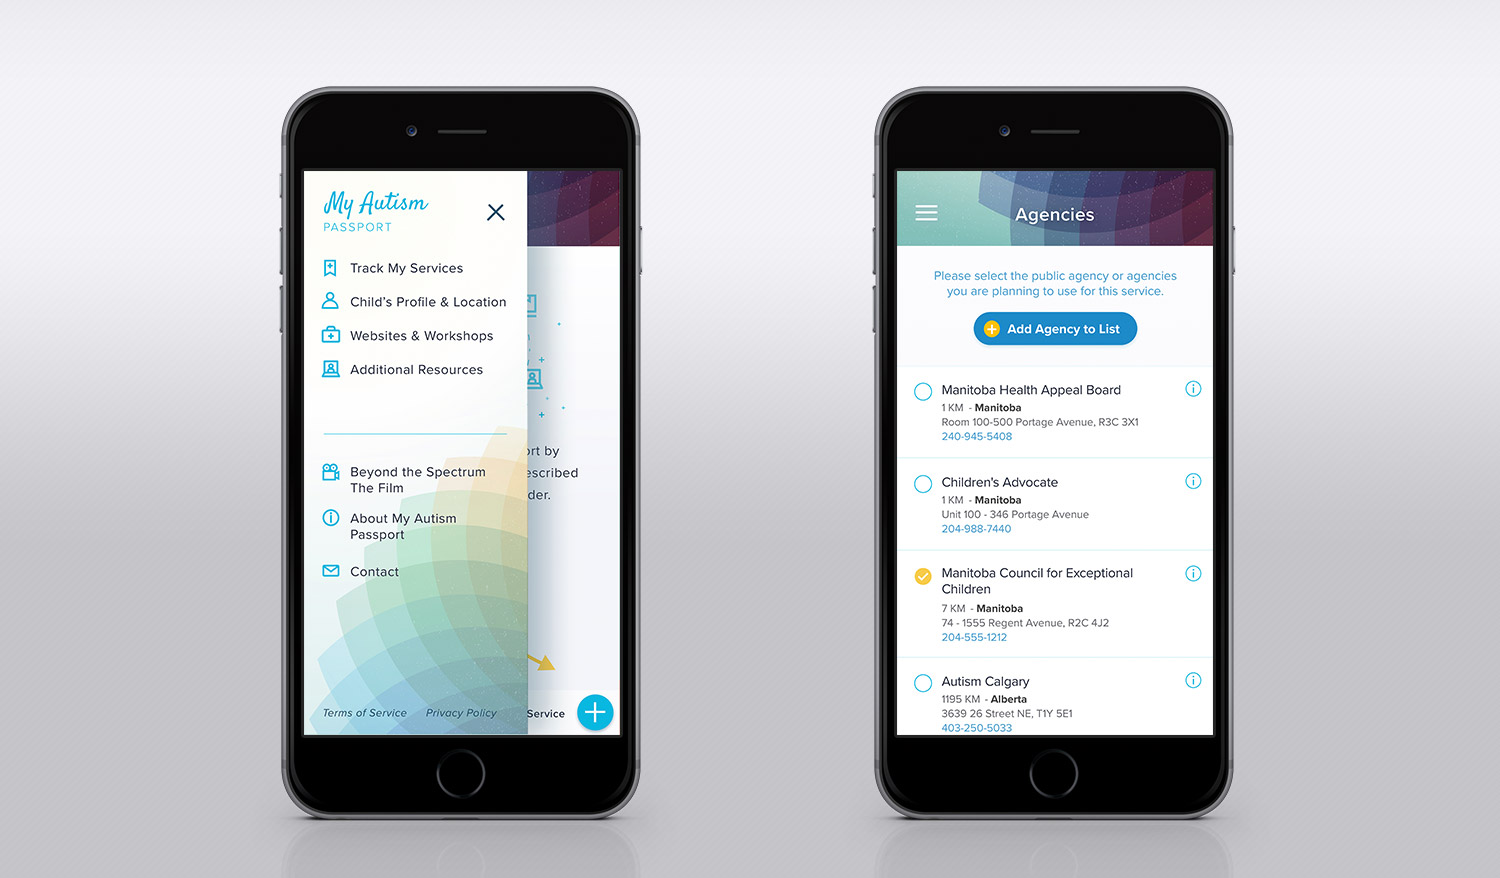 My Autism
PASSPORT
Track My Services
Child's Profile & Location
Websites & Workshops
Additional Resources
Beyond the Spectrum
The Film
About My Autism
Passport
Contact
Terms of Service Privacy Policy
ort by
escribed
der.
Service
Agencies
Please select the public agency or agencies
you are planning to use for this service.
Add Agency to List
Manitoba Health Appeal Board
1 KM - Manitoba
Room 100-500 Portage Avenue, R3C 3X1
240-945-5408
Children's Advocate
1 KM - Manitoba
Unit 100 - 346 Portage Avenue
204-988-7440
Manitoba Council for Exceptional
Children
7 KM - Manitoba
74 - 1555 Regent Avenue, R2C 4J2
204-555-1212
Autism Calgary
1195 KM - Alberta
3639 26 Street NE, T1Y 5E1
403-250-5033